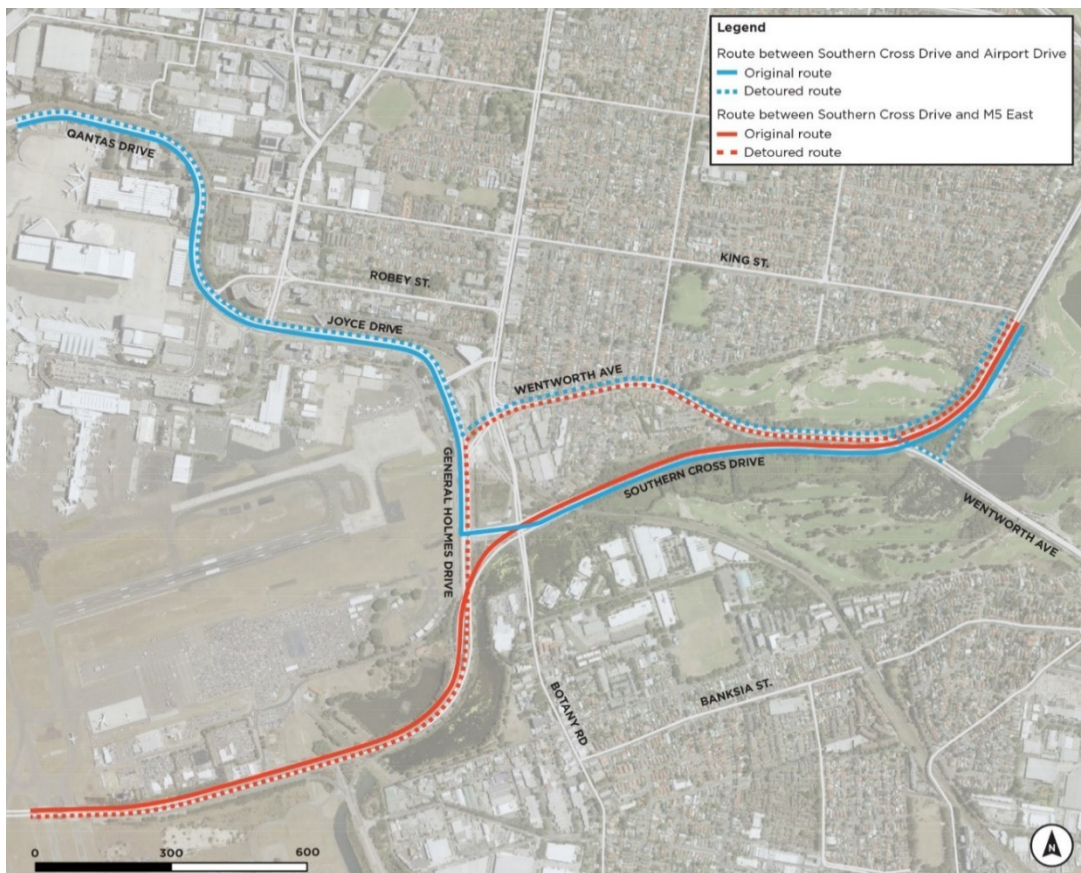 Legend
Route between Southern Cross Drive and Airport Drive
Original route
Detoured route
Route between Southern Cross Drive and M5 East
Original route
Detoured route
QANTAS DRIVE
KING ST.
ROBEY ST.
JOYCE DRIVE
WENTWORTH AVE
GENERAL HOLMES DRIVE
SOUTHERN CROSS DRIVE
WENTWORTH AVE
BOTANY RD
BANKSIA ST.
0 300 600
N